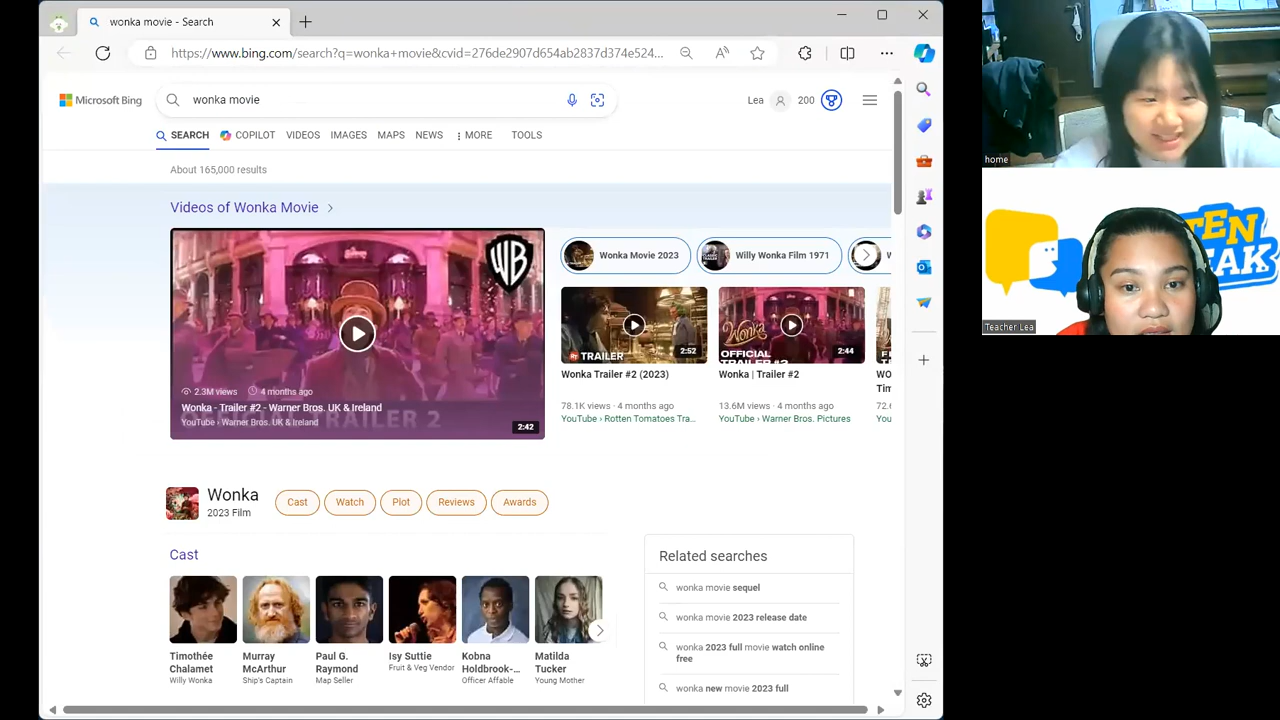 wonka movie - Search
https://www.bing.com/search?q=wonka+movie&cvid=276de2907d654ab2837d374e524...
Microsoft Bing
wonka movie
Lea
200
SEARCH
COPILOT
VIDEOS
IMAGES
MAPS
NEWS
MORE
TOOLS
About 165,000 results
Videos of Wonka Movie
WB
2.3M views
4 months ago
Wonka - Trailer #2 - Warner Bros. UK & Ireland
YouTube › Warner Bros. UK & Ireland
2:42
Wonka Movie 2023
Willy Wonka Film 1971
TRAILER
2:52
Wonka Trailer #2 (2023)
78.1K views · 4 months ago
YouTube › Rotten Tomatoes Tra...
Wonka
OFFICIAL
2:44
Wonka | Trailer #2
13.6M views · 4 months ago
YouTube › Warner Bros. Pictures
Wonka
2023 Film
Cast
Watch
Plot
Reviews
Awards
Cast
Timothée
Chalamet
Willy Wonka
Murray
McArthur
Ship's Captain
Paul G.
Raymond
Map Seller
Isy Suttie
Fruit & Veg Vendor
Kobna
Holdbrook-...
Officer Affable
Matilda
Tucker
Young Mother
Related searches
wonka movie sequel
wonka movie 2023 release date
wonka 2023 full movie watch online
free
wonka new movie 2023 full
home
Teacher Lea